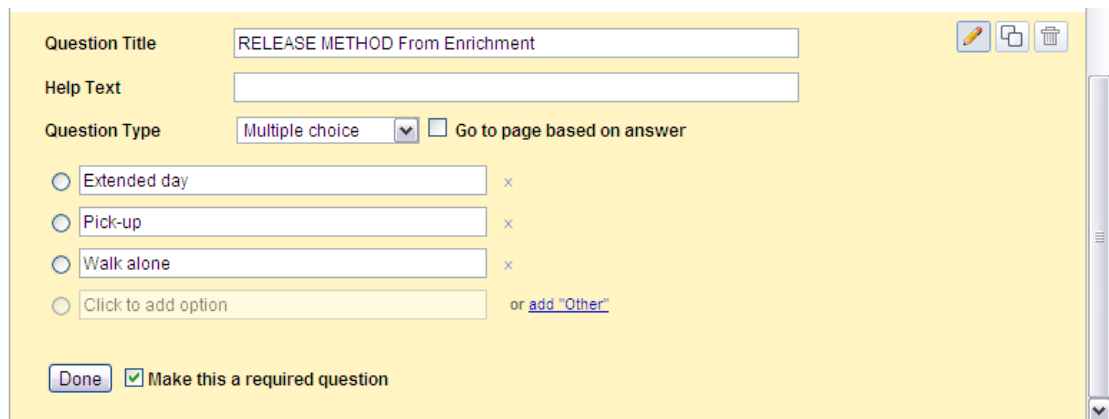 Question Title RELEASE METHOD From Enrichment
Help Text
Question Type Multiple choice Go to page based on answer
Extended day x
Pick-up x
Walk alone x
Click to add option or add "Other"
Done Make this a required question